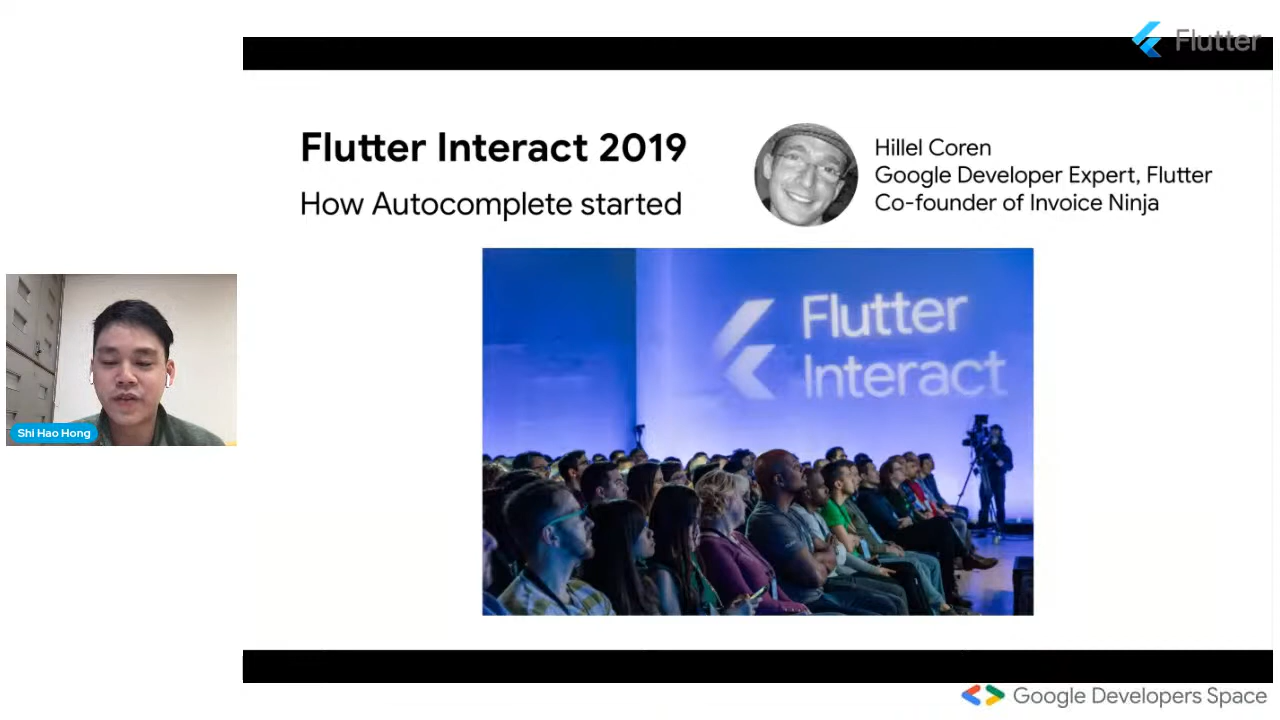 Flutter
Flutter Interact 2019
How Autocomplete started
Hillel Coren
Google Developer Expert, Flutter
Co-founder of Invoice Ninja
Flutter
Interact
Shi Hao Hong
Google Developers Space